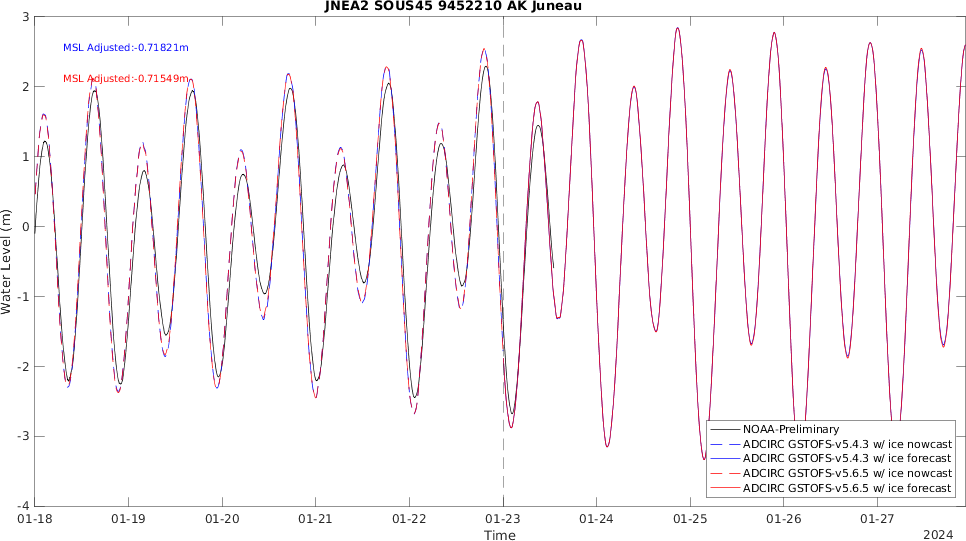 JNEA2 SOUS45 9452210 AK Juneau
MSL Adjusted:-0.71821m
MSL Adjusted:-0.71549m
Water Level (m)
3
2
1
0
-1
-2
-3
-4
NOAA-Preliminary
ADCIRC GSTOFS-v5.4.3 w/ ice nowcast
ADCIRC GSTOFS-v5.4.3 w/ ice forecast
ADCIRC GSTOFS-v5.6.5 w/ ice nowcast
ADCIRC GSTOFS-v5.6.5 w/ ice forecast
01-18 01-19 01-20 01-21 01-22 01-23 01-24 01-25 01-26 01-27
Time
2024